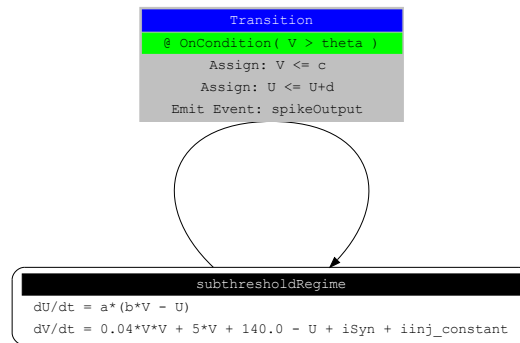 Transition
@ OnCondition( V > theta )
Assign: V <= c
Assign: U <= U+d
Emit Event: spikeOutput
subthresholdRegime
dU/dt = a*(b*V - U)
dV/dt = 0.04*V*V + 5*V + 140.0 - U + iSyn + iinj_constant